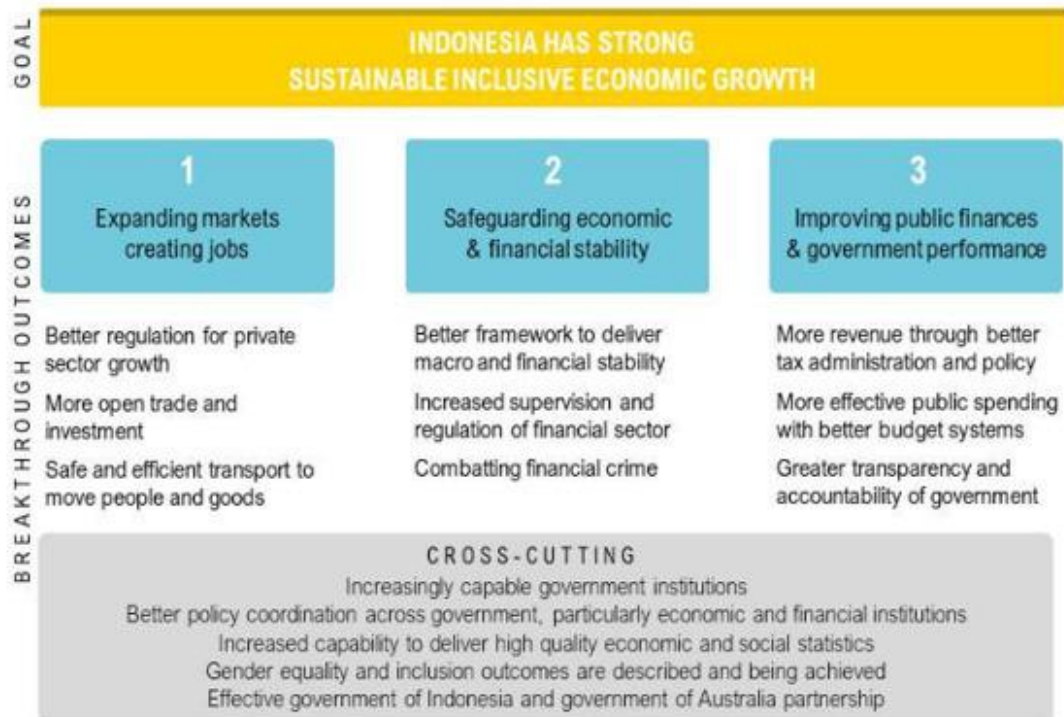 GOAL
INDONESIA HAS STRONG
SUSTAINABLE INCLUSIVE ECONOMIC GROWTH
BREAKTHROUGH OUTCOMES
1
Expanding markets
creating jobs
Better regulation for private
sector growth
More open trade and
investment
Safe and efficient transport to
move people and goods
2
Safeguarding economic
& financial stability
Better framework to deliver
macro and financial stability
Increased supervision and
regulation of financial sector
Combatting financial crime
3
Improving public finances
& government performance
More revenue through better
tax administration and policy
More effective public spending
with better budget systems
Greater transparency and
accountability of government
CROSS-CUTTING
Increasingly capable government institutions
Better policy coordination across government, particularly economic and financial institutions
Increased capability to deliver high quality economic and social statistics
Gender equality and inclusion outcomes are described and being achieved
Effective government of Indonesia and government of Australia partnership